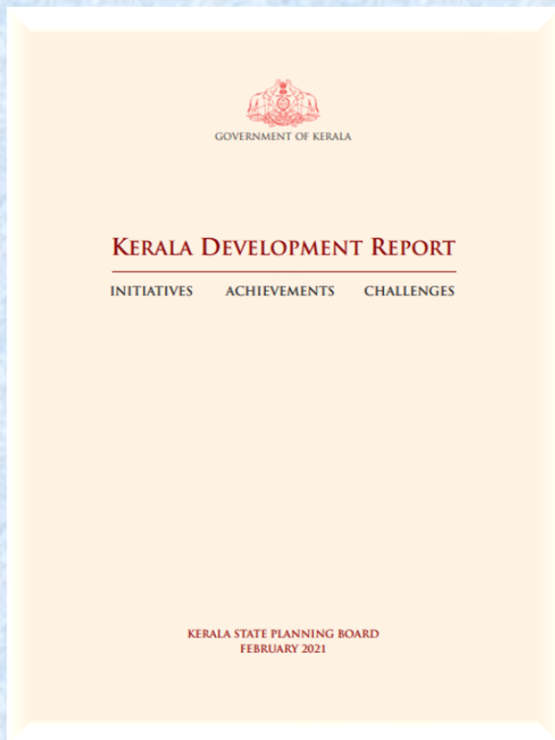 GOVERNMENT OF KERALA
KERALA DEVELOPMENT REPORT
INITIATIVES ACHIEVEMENTS CHALLENGES
KERALA STATE PLANNING BOARD
FEBRUARY 2021